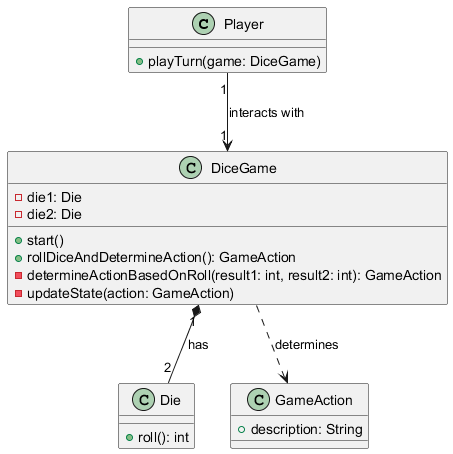 C Player
playTurn(game: DiceGame)
1
interacts with
1
C DiceGame
die1: Die
die2: Die
start()
rollDiceAndDetermineAction(): GameAction
determineActionBasedOnRoll(result1: int, result2: int): GameAction
updateState(action: GameAction)
1
has
determines
2
C Die
roll(): int
C GameAction
description: String